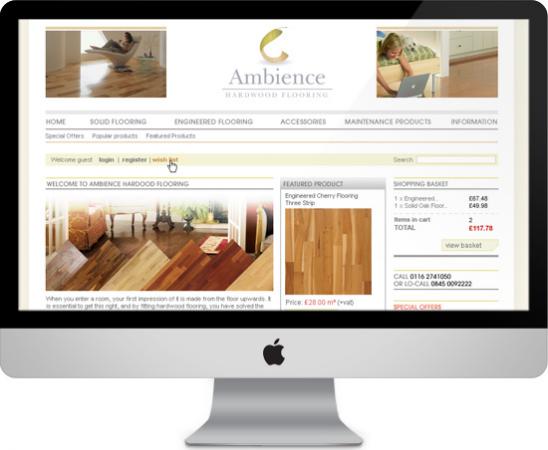 Ambience
HARDWOOD FLOORING
HOME SOLID FLOORING ENGINEERED FLOORING ACCESSORIES MAINTENANCE PRODUCTS INFORMATION
Special Offers Popular products Featured Products
Welcome guest login | register | wish list
Search
WELCOME TO AMBIENCE HARDOOD FLOORING
When you enter a room, your first impression of it is made from the floor upwards. It
is essential to get this right, and by fitting hardwood flooring, you have solved the
FEATURED PRODUCT
Engineered Cherry Flooring
Three Strip
Price: £28.00 m² (+vat)
SHOPPING BASKET
1 x Engineered.. £67.48
1 x Solid Oak Floor.. £49.98
Items in cart 2
TOTAL £117.78
view basket
CALL 0116 2741050
OR LO-CALL 0845 0092222
SPECIAL OFFERS